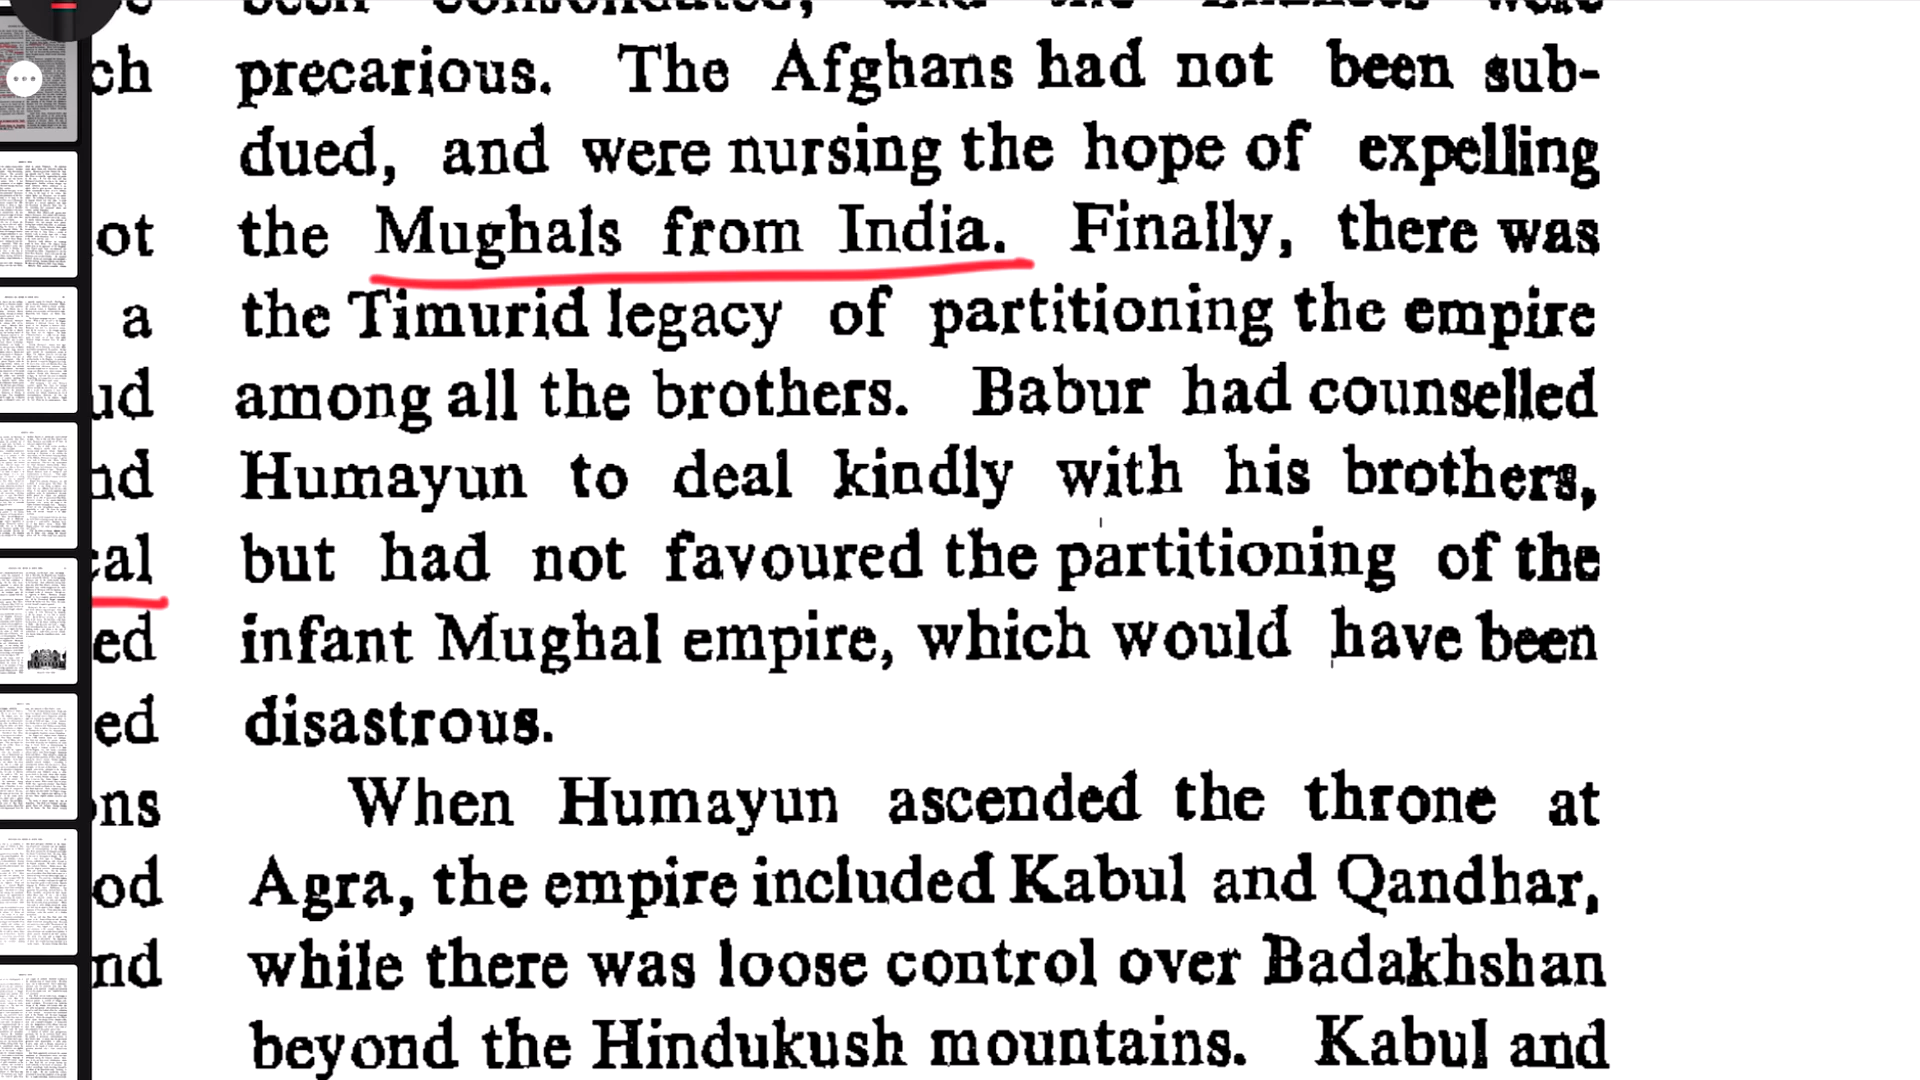 precarious. The Afghans had not been sub-
dued, and were nursing the hope of expelling
the Mughals from India. Finally, there was
the Timurid legacy of partitioning the empire
among all the brothers. Babur had counselled
Humayun to deal kindly with his brothers,
but had not favoured the partitioning of the
infant Mughal empire, which would have been
disastrous.
When Humayun ascended the throne at
Agra, the empire included Kabul and Qandhar,
while there was loose control over Badakhshan
beyond the Hindukush mountains. Kabul and